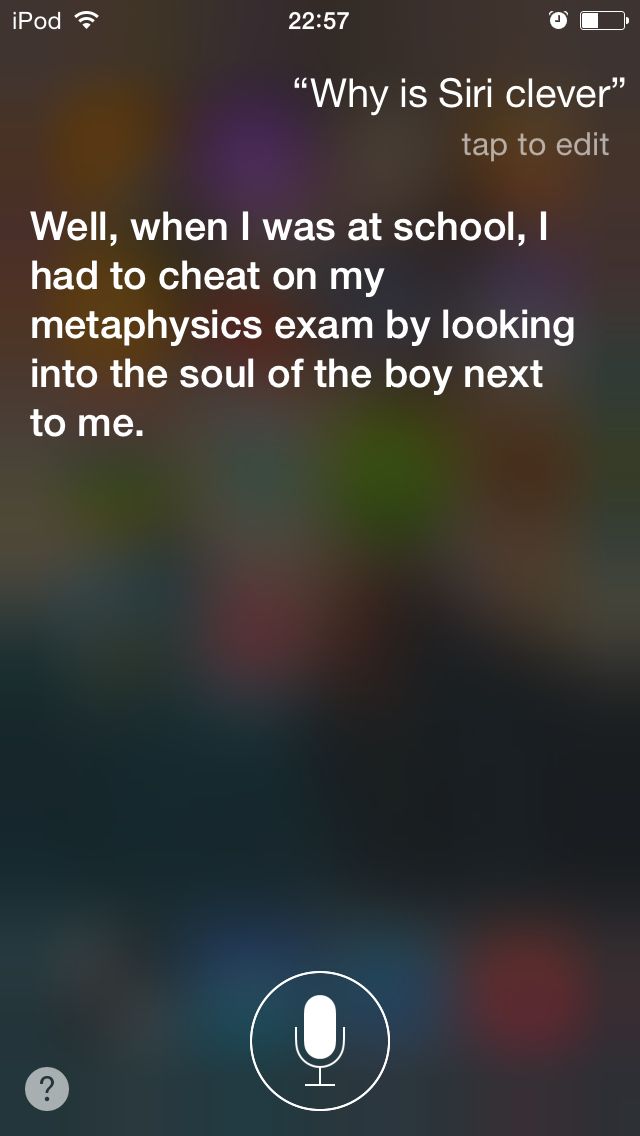 iPod 22:57
“Why is Siri clever”
tap to edit
Well, when I was at school, I
had to cheat on my
metaphysics exam by looking
into the soul of the boy next
to me.
?